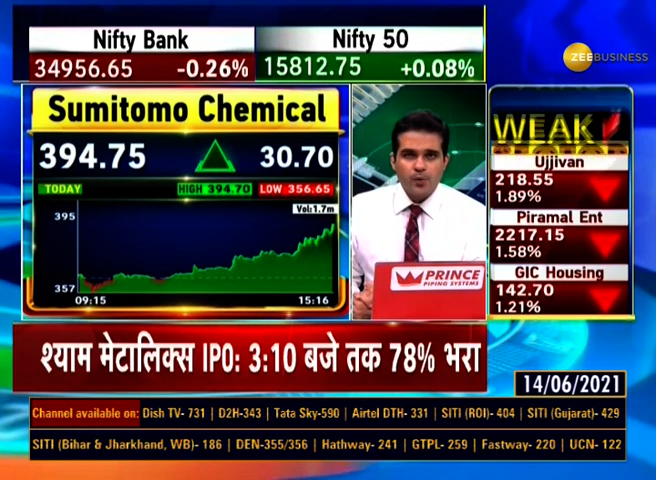 Nifty Bank
34956.65 -0.26%
Nifty 50
15812.75 +0.08%
ZEE BUSINESS
Sumitomo Chemical
394.75 30.70
TODAY HIGH 394.70 LOW 356.65
Vol:1.7m
395
357
09:15 15:16
PRINCE
PIPING SYSTEMS
WEAK
Ujjivan
218.55
1.89%
Piramal Ent
2217.15
1.58%
GIC Housing
142.70
1.21%
श्याम मेटालिक्स IPO: 3:10 बजे तक 78% भरा
14/06/2021
Channel available on: Dish TV- 731 | D2H-343 | Tata Sky-590 | Airtel DTH- 331 | SITI (ROI)- 404 | SITI (Gujarat)- 429
SITI (Bihar & Jharkhand, WB)- 186 | DEN-355/356 | Hathway- 241 | GTPL- 259 | Fastway- 220 | UCN- 122